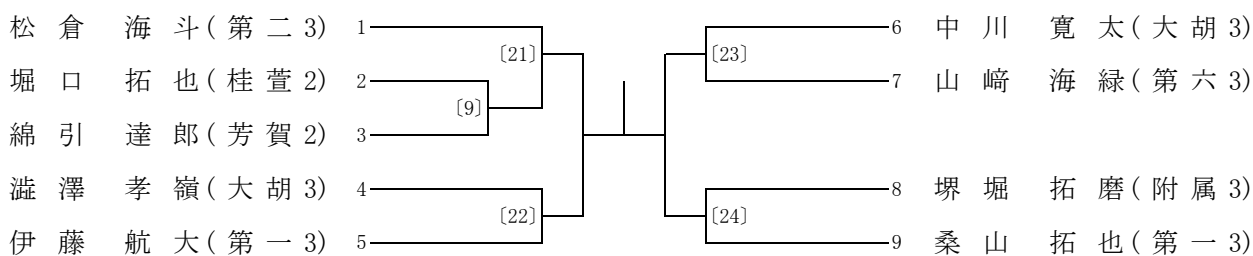 松倉 海斗(第二3) 1
〔21〕
堀口 拓也(桂萱2) 2
〔9〕
綿引 達郎(芳賀2) 3
澁澤 孝嶺(大胡3) 4
〔22〕
伊藤 航大(第一3) 5
6 中川 寛太(大胡3)
〔23〕
7 山﨑 海緑(第六3)
8 堺堀 拓磨(附属3)
〔24〕
9 桑山 拓也(第一3)